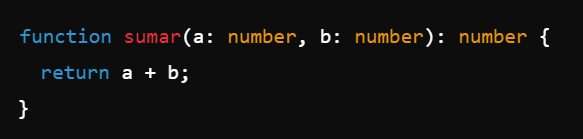 function sumar(a: number, b: number): number {
  return a + b;
}